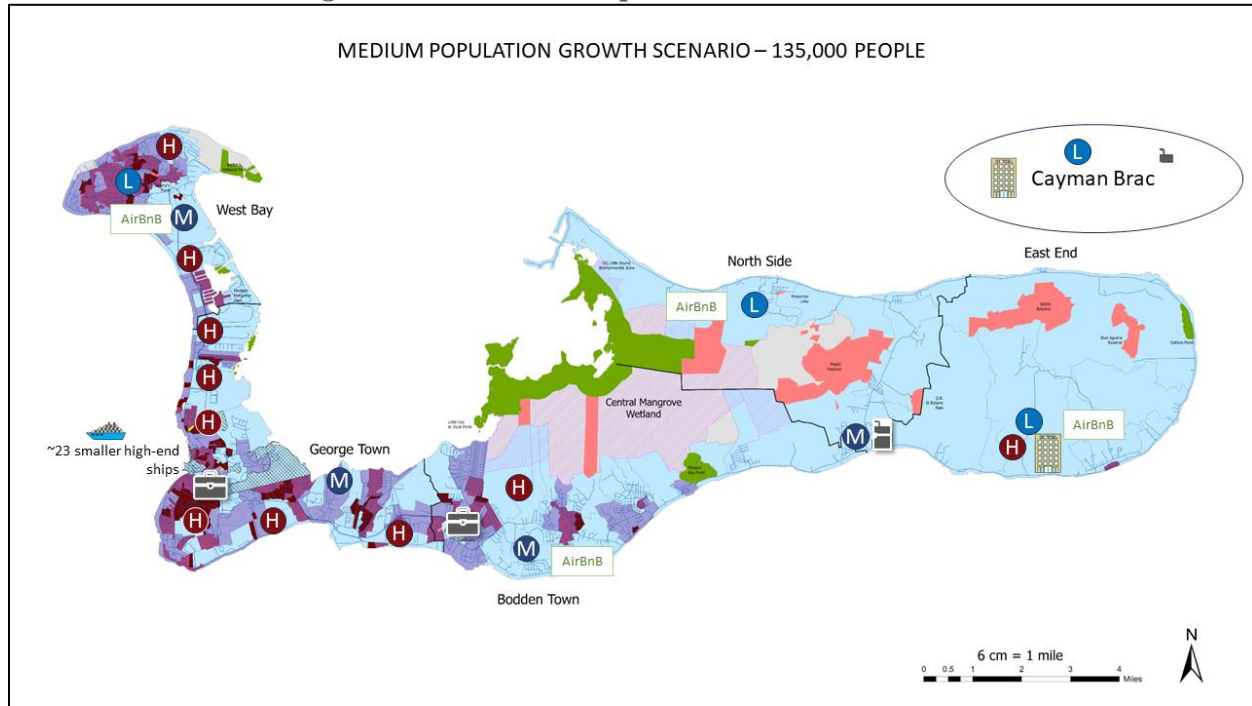 MEDIUM POPULATION GROWTH SCENARIO – 135,000 PEOPLE
H
L
L
Cayman Brac
AirBnB
M
West Bay
H
North Side
East End
AirBnB
L
H
H
Central Mangrove
Wetland
H
L
H
AirBnB
M
~23 smaller high-end
ships
George Town
M
H
H
H
H
M
AirBnB
Bodden Town
N
6 cm = 1 mile
0 0.5 1 2 3 4
Miles